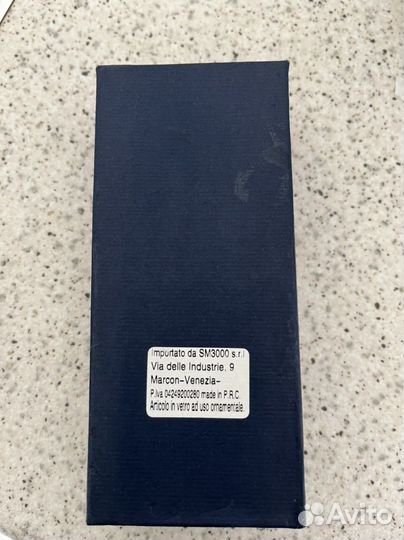 Importato da SM3000 s.r.l
Via delle Industrie, 9
Marcon-Venezia-
P.Iva 04249200280 made in P.R.C.
Articolo in vetro ad uso ornamentale
Avito